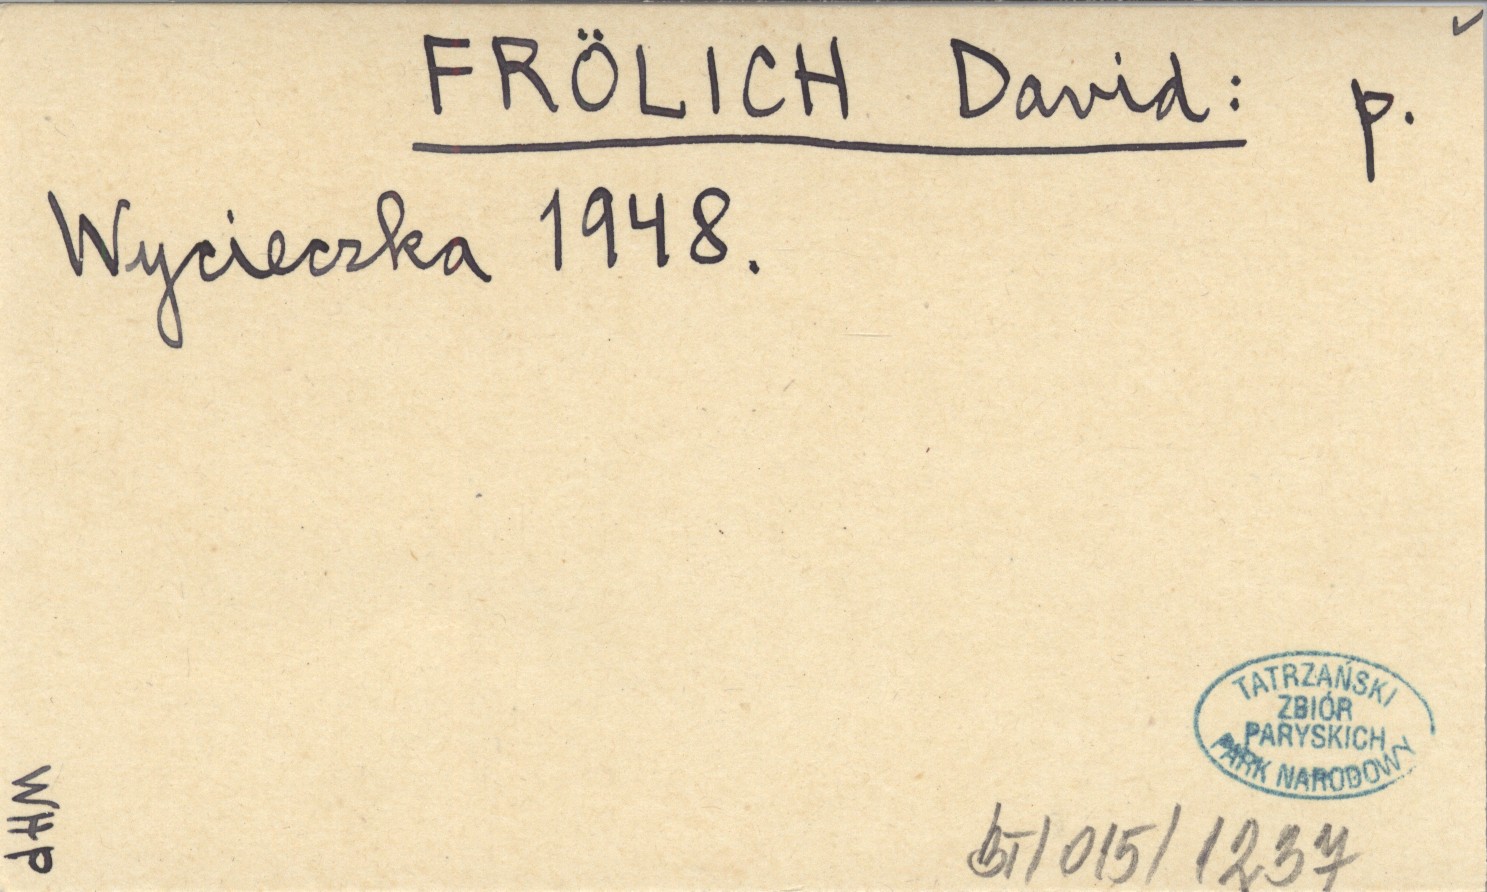 FRÖLICH David: p.
Wycieczka 1948.
TATRZAŃSKI
ZBIÓR
PARYSKICH
PARK NARODOWY
WHP
BT/015/1237